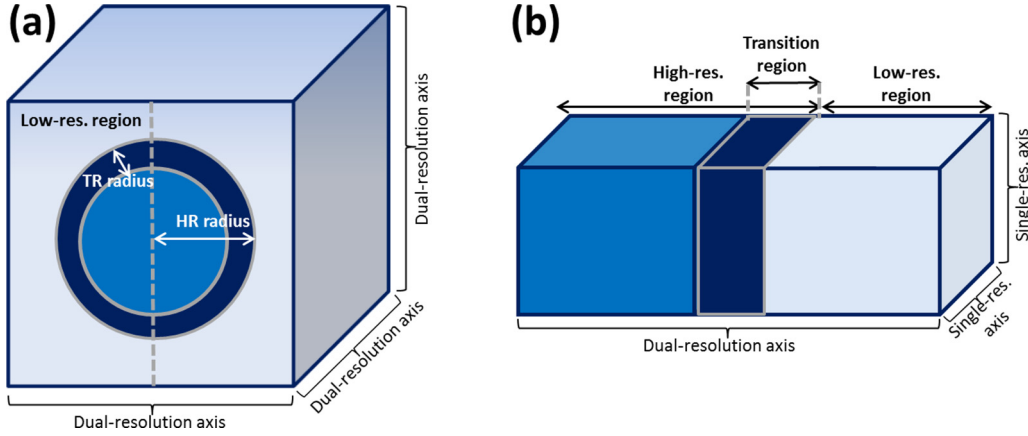 (a)
Low-res. region
TR radius
HR radius
Dual-resolution axis
Dual-resolution axis
Dual-resolution axis
(b)
Transition
region
High-res.
region
Low-res.
region
Single-res. axis
Single-res.
axis
Dual-resolution axis